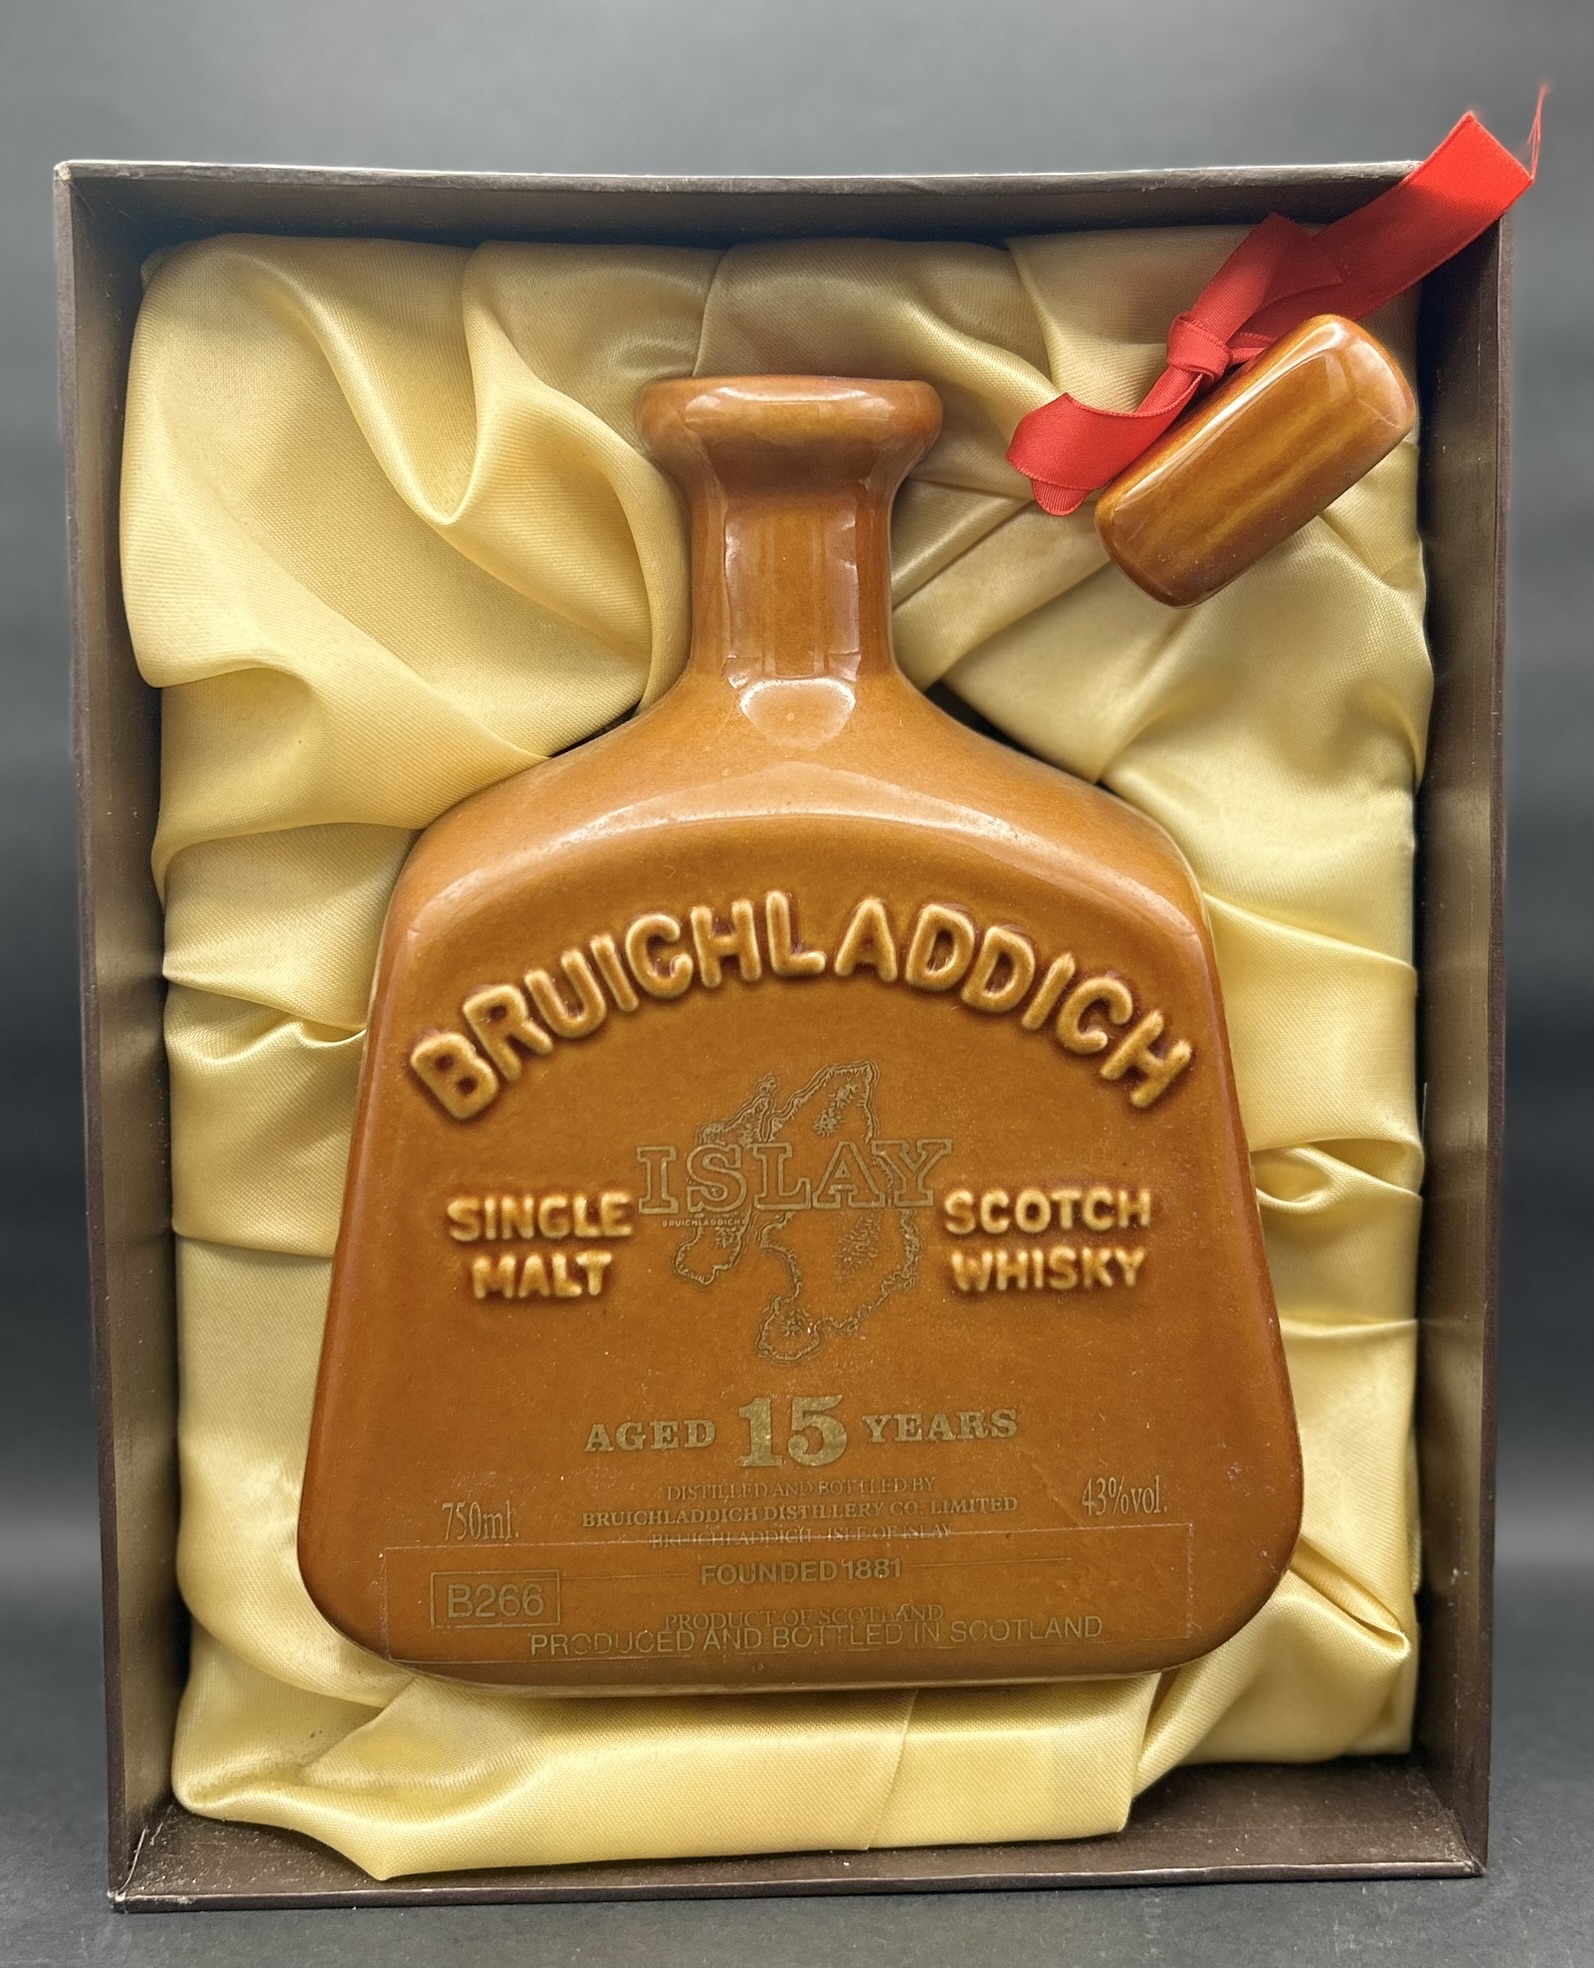 BRUICHLADDICH
ISLAY
BRUICHLADDICH
SINGLE
MALT
SCOTCH
WHISKY
AGED 15 YEARS
750ml.
43%vol.
DISTILLED AND BOTTLED BY
BRUICHLADDICH DISTILLERY CO. LIMITED
BRUICHLADDICH ISLE OF ISLAY
FOUNDED 1881
B266
PRODUCT OF SCOTLAND
PRODUCED AND BOTTLED IN SCOTLAND